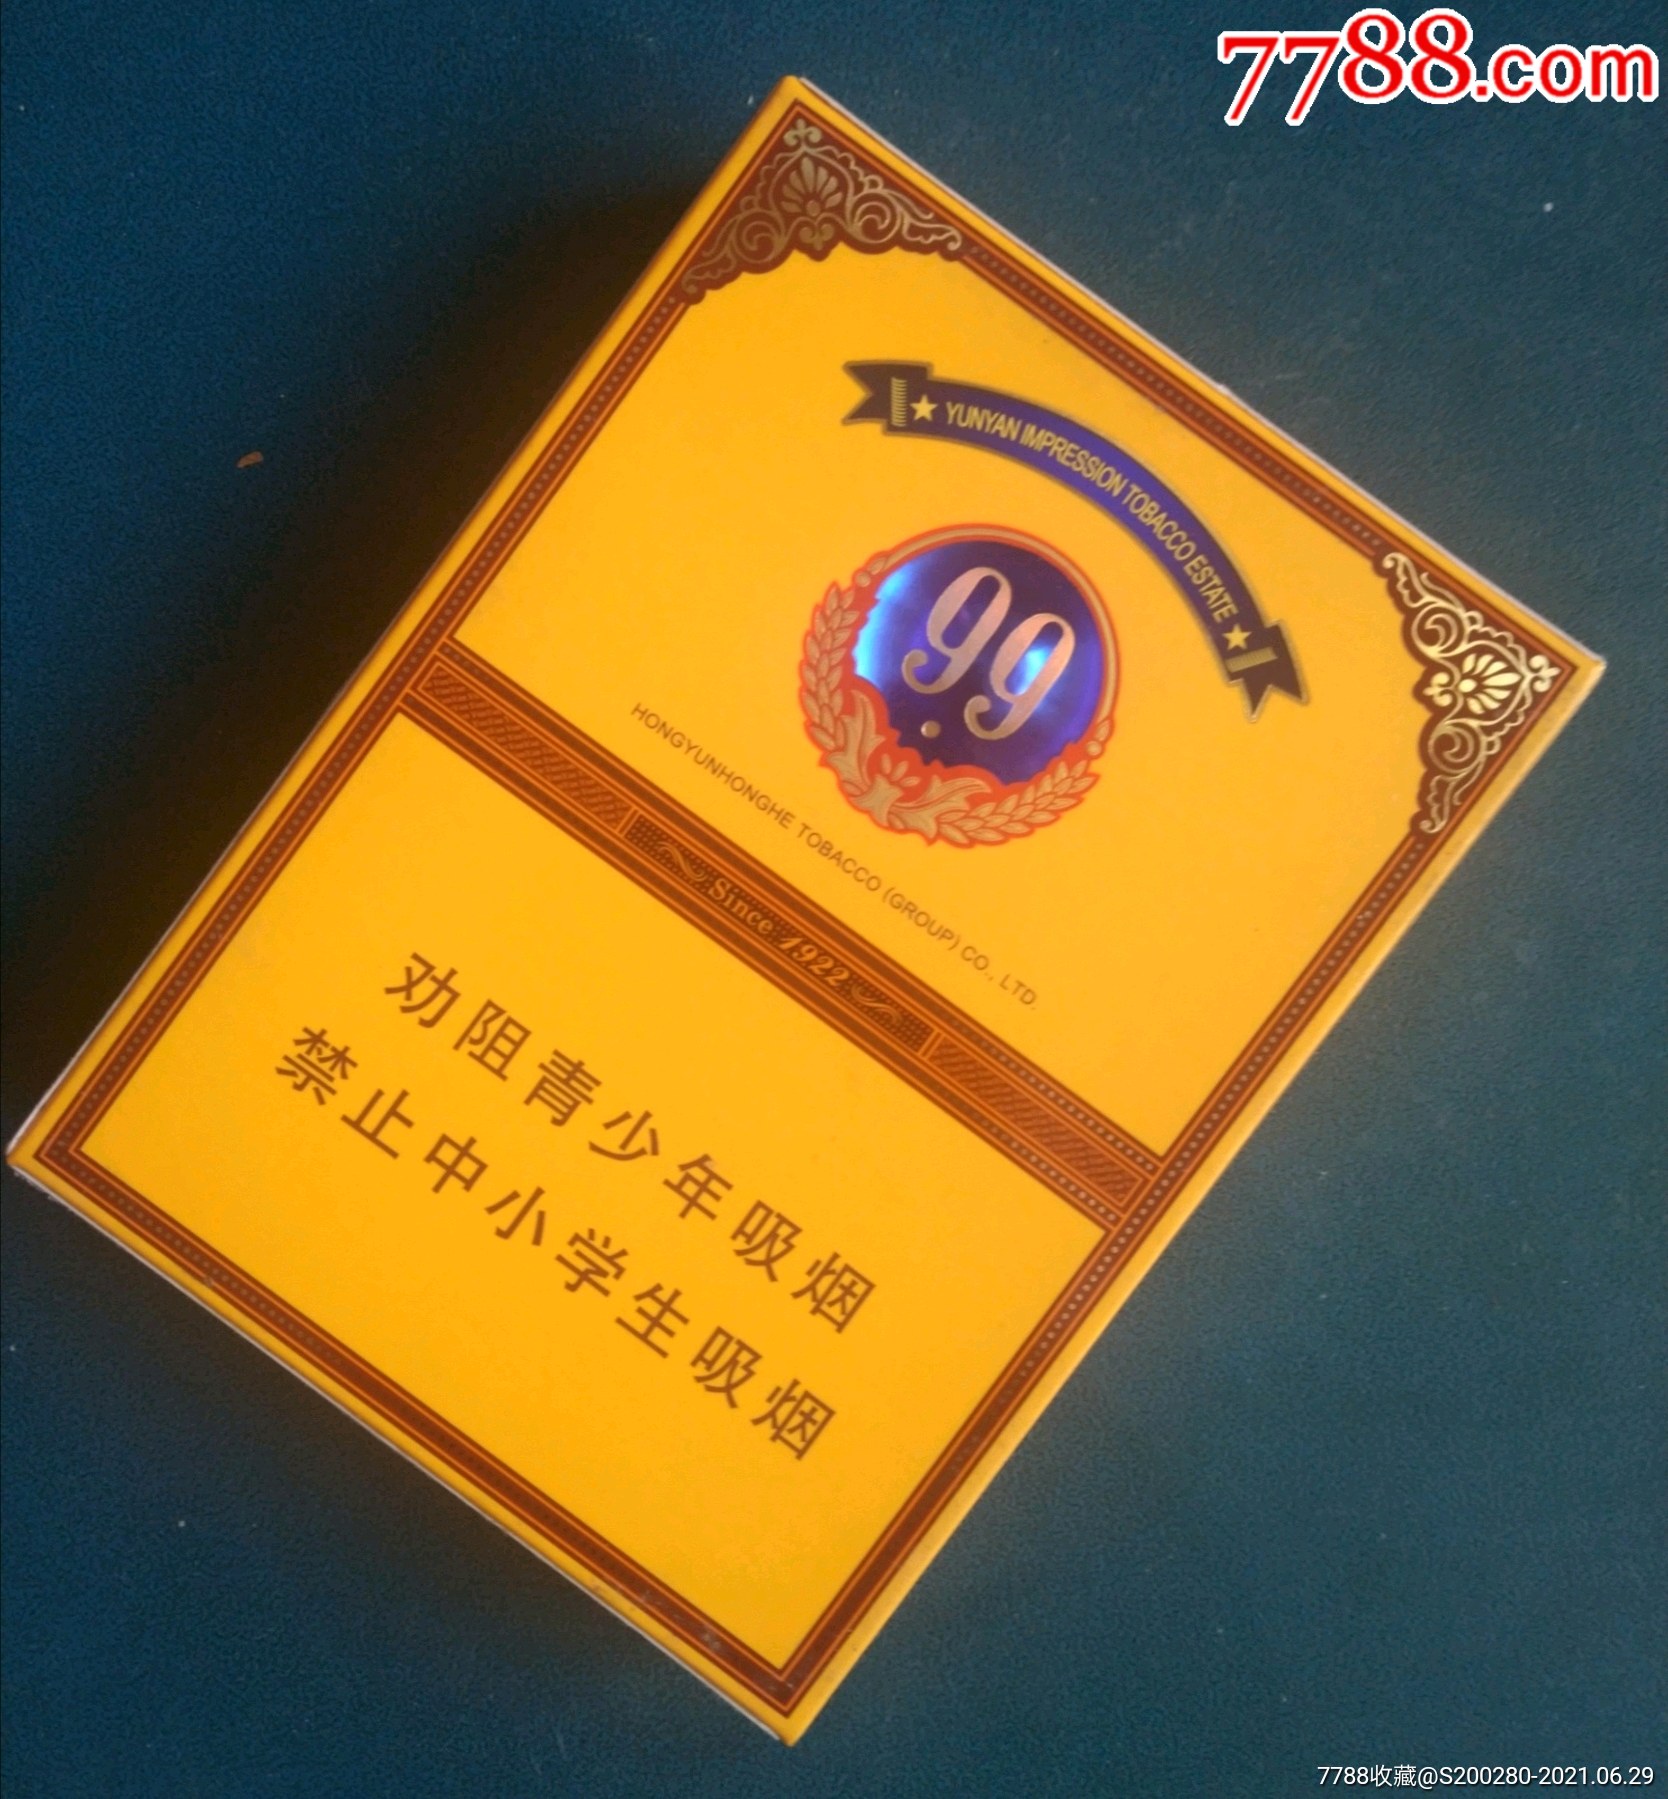 7788.com
★ YUNYAN IMPRESSION TOBACCO ESTATE ★
9.9
HONGYUNHONGHE TOBACCO (GROUP) CO., LTD.
Since 1922
劝阻青少年吸烟
禁止中小学生吸烟
7788收藏@S200280-2021.06.29